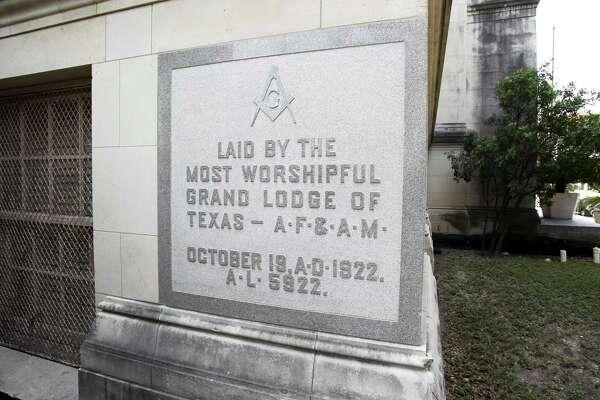 G
LAID BY THE
MOST WORSHIPFUL
GRAND LODGE OF
TEXAS — A·F·&A·M·
OCTOBER 19, A·D·1922.
A·L·5922.